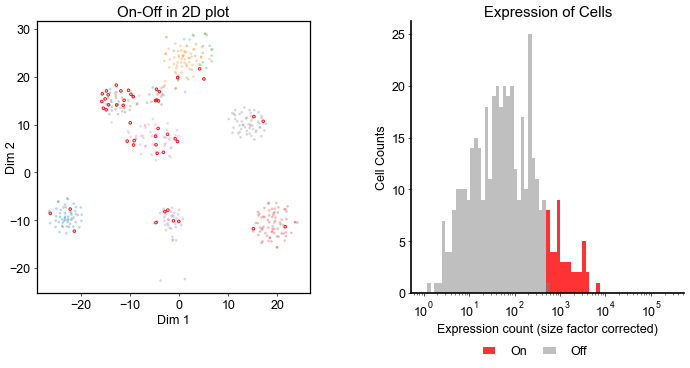 On-Off in 2D plot
30
20
10
0
−10
−20
Dim 2
−20 −10 0 10 20
Dim 1
Expression of Cells
25
20
15
10
5
0
Cell Counts
10^0 10^1 10^2 10^3 10^4 10^5
Expression count (size factor corrected)
On Off